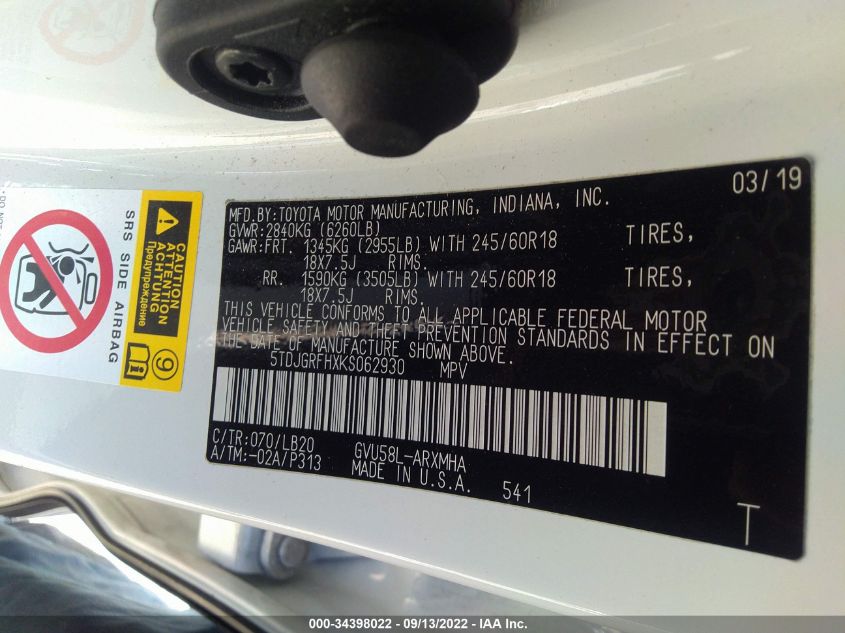 03/19
MFD.BY:TOYOTA MOTOR MANUFACTURING, INDIANA, INC.
GVWR:2840KG (6260LB)
GAWR:FRT. 1345KG (2955LB) WITH 245/60R18 TIRES,
18X7.5J RIMS.
RR. 1590KG (3505LB) WITH 245/60R18 TIRES,
18X7.5J RIMS.
THIS VEHICLE CONFORMS TO ALL APPLICABLE FEDERAL MOTOR
VEHICLE SAFETY AND THEFT PREVENTION STANDARDS IN EFFECT ON
THE DATE OF MANUFACTURE SHOWN ABOVE.
5TDJGRFHXKS062930 MPV
C/TR:070/LB20 GVU58L-ARXMHA
A/TM:-02A/P313 MADE IN U.S.A. 541
T
SRS SIDE AIRBAG
CAUTION
ATTENTION
ACHTUNG
Предупреждение
9
000-34398022 - 09/13/2022 - IAA Inc.